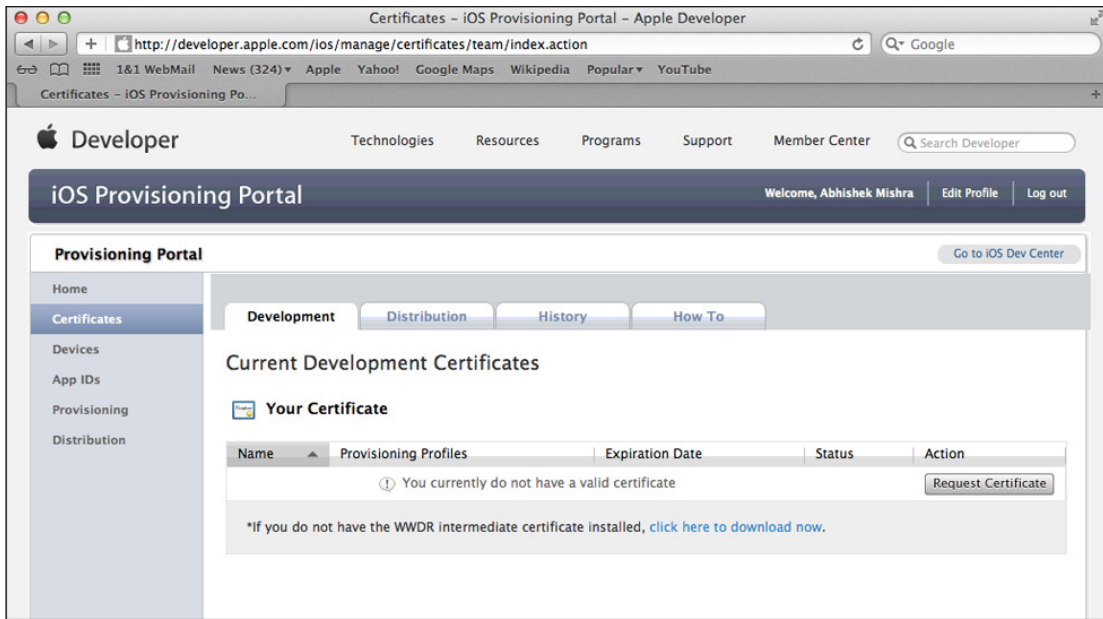 Certificates – iOS Provisioning Portal – Apple Developer
http://developer.apple.com/ios/manage/certificates/team/index.action
Google
1&1 WebMail News (324) Apple Yahoo! Google Maps Wikipedia Popular YouTube
Certificates – iOS Provisioning Po...
Developer
Technologies Resources Programs Support Member Center Search Developer
iOS Provisioning Portal
Welcome, Abhishek Mishra Edit Profile Log out
Provisioning Portal
Go to iOS Dev Center
Home
Certificates
Devices
App IDs
Provisioning
Distribution
Development Distribution History How To
Current Development Certificates
Your Certificate
Name Provisioning Profiles Expiration Date Status Action
You currently do not have a valid certificate
Request Certificate
*If you do not have the WWDR intermediate certificate installed, click here to download now.